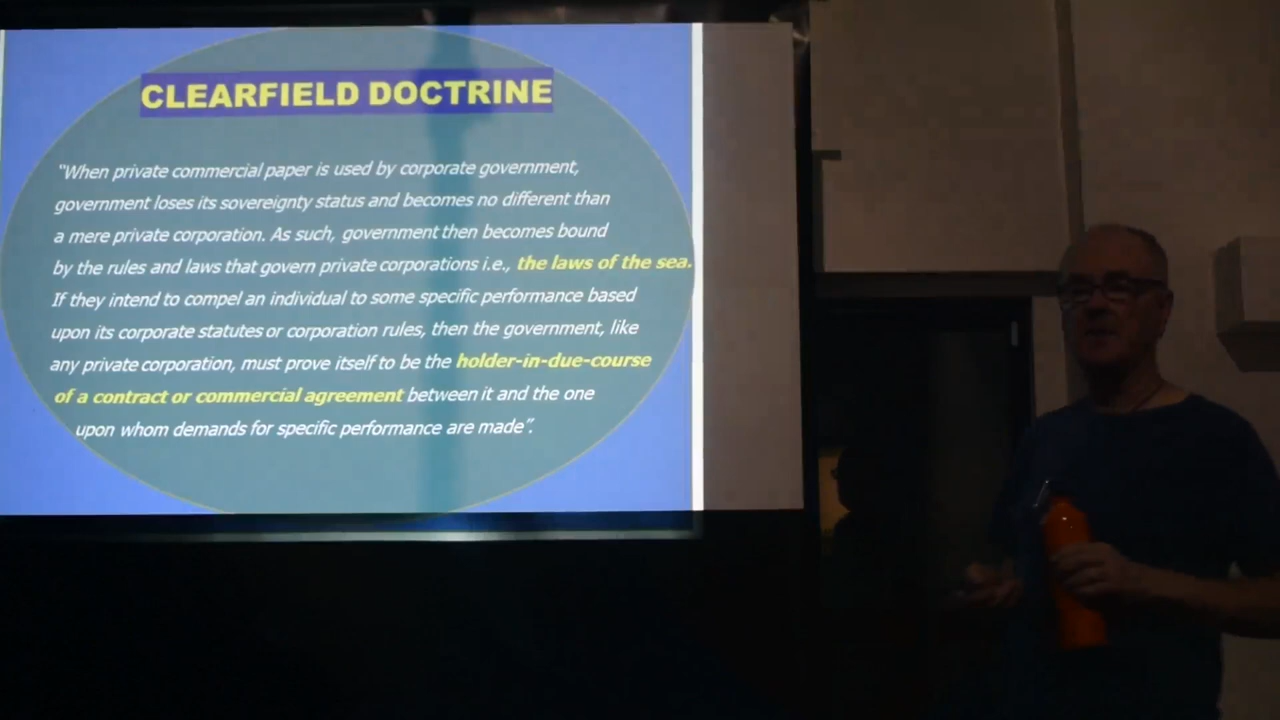 CLEARFIELD DOCTRINE
"When private commercial paper is used by corporate government,
government loses its sovereignty status and becomes no different than
a mere private corporation. As such, government then becomes bound
by the rules and laws that govern private corporations i.e., the laws of the sea.
If they intend to compel an individual to some specific performance based
upon its corporate statutes or corporation rules, then the government, like
any private corporation, must prove itself to be the holder-in-due-course
of a contract or commercial agreement between it and the one
upon whom demands for specific performance are made".